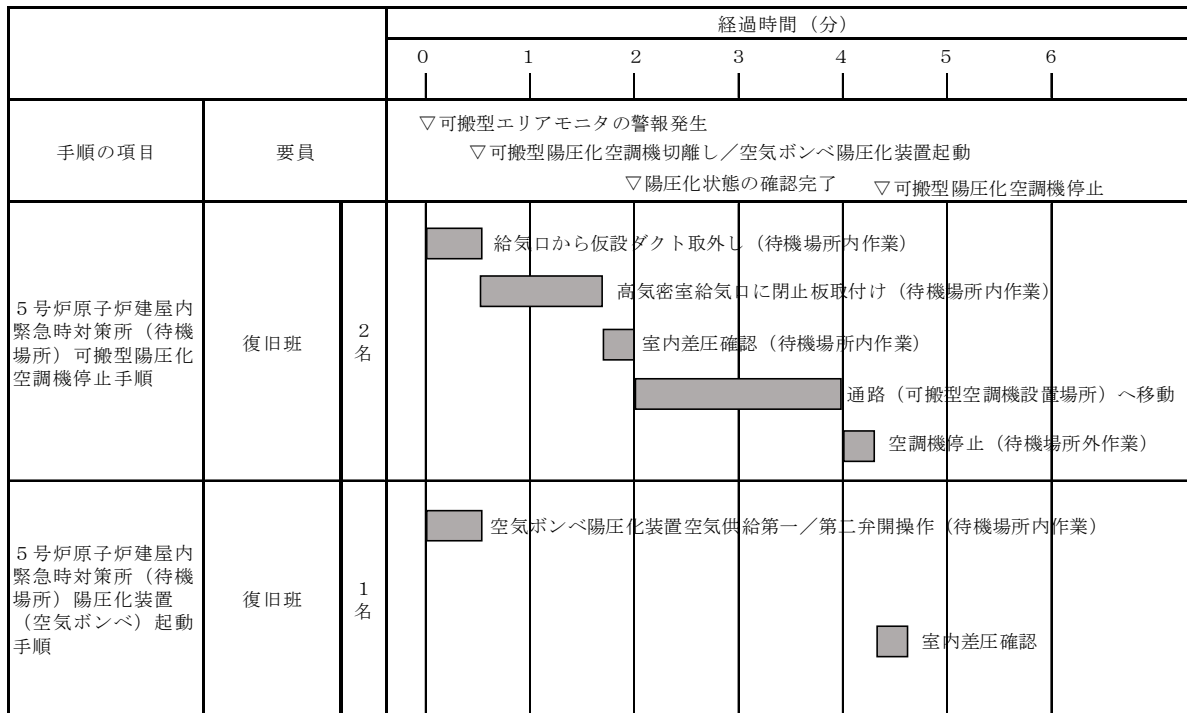 経過時間（分）
0 1 2 3 4 5 6
手順の項目
要員
▽可搬型エリアモニタの警報発生
▽可搬型陽圧化空調機切離し／空気ボンベ陽圧化装置起動
▽陽圧化状態の確認完了
▽可搬型陽圧化空調機停止
５号炉原子炉建屋内
緊急時対策所（待機
場所）可搬型陽圧化
空調機停止手順
復旧班
２
名
給気口から仮設ダクト取外し（待機場所内作業）
高気密室給気口に閉止板取付け（待機場所内作業）
室内差圧確認（待機場所内作業）
通路（可搬型空調機設置場所）へ移動
空調機停止（待機場所外作業）
５号炉原子炉建屋内
緊急時対策所（待機
場所）陽圧化装置
（空気ボンベ）起動
手順
復旧班
１
名
空気ボンベ陽圧化装置空気供給第一／第二弁開操作（待機場所内作業）
室内差圧確認